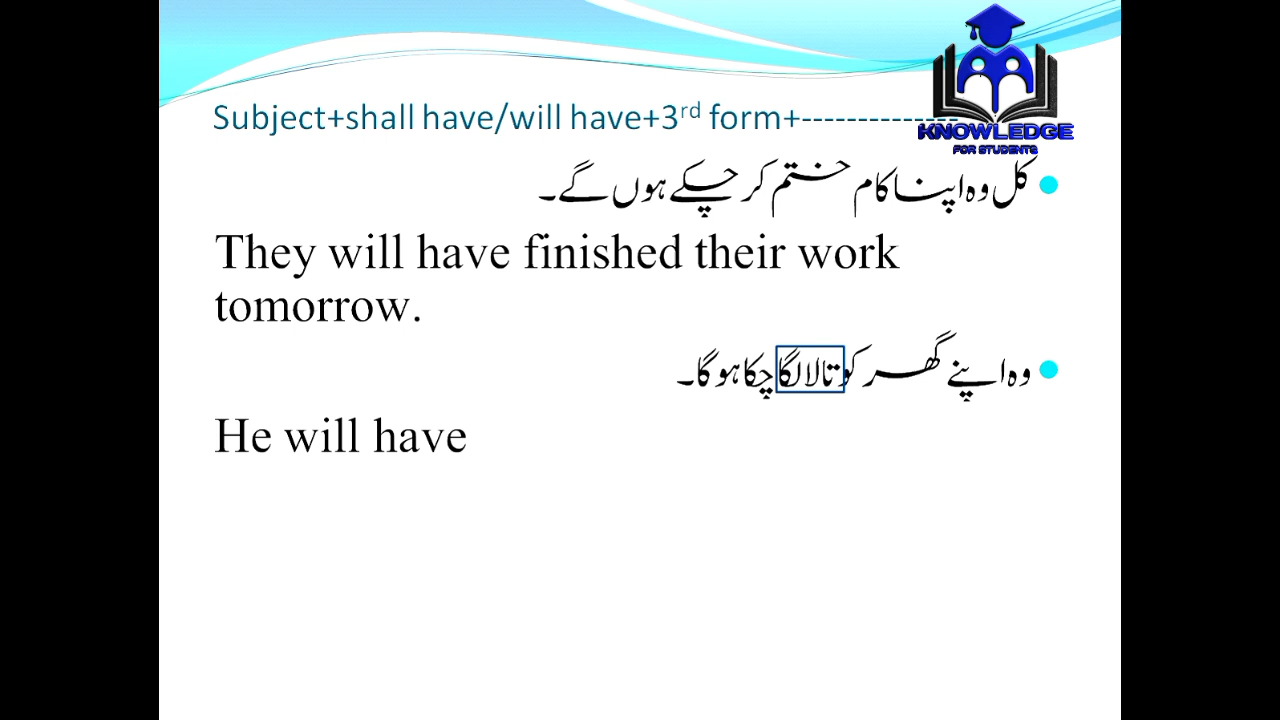 Subject+shall have/will have+3rd form+--------------
KNOWLEDGE
FOR STUDENTS
کل وہ اپنا کام ختم کر چکے ہوں گے۔
They will have finished their work
tomorrow.
وہ اپنے گھر کو تالا لگا چکا ہو گا۔
He will have